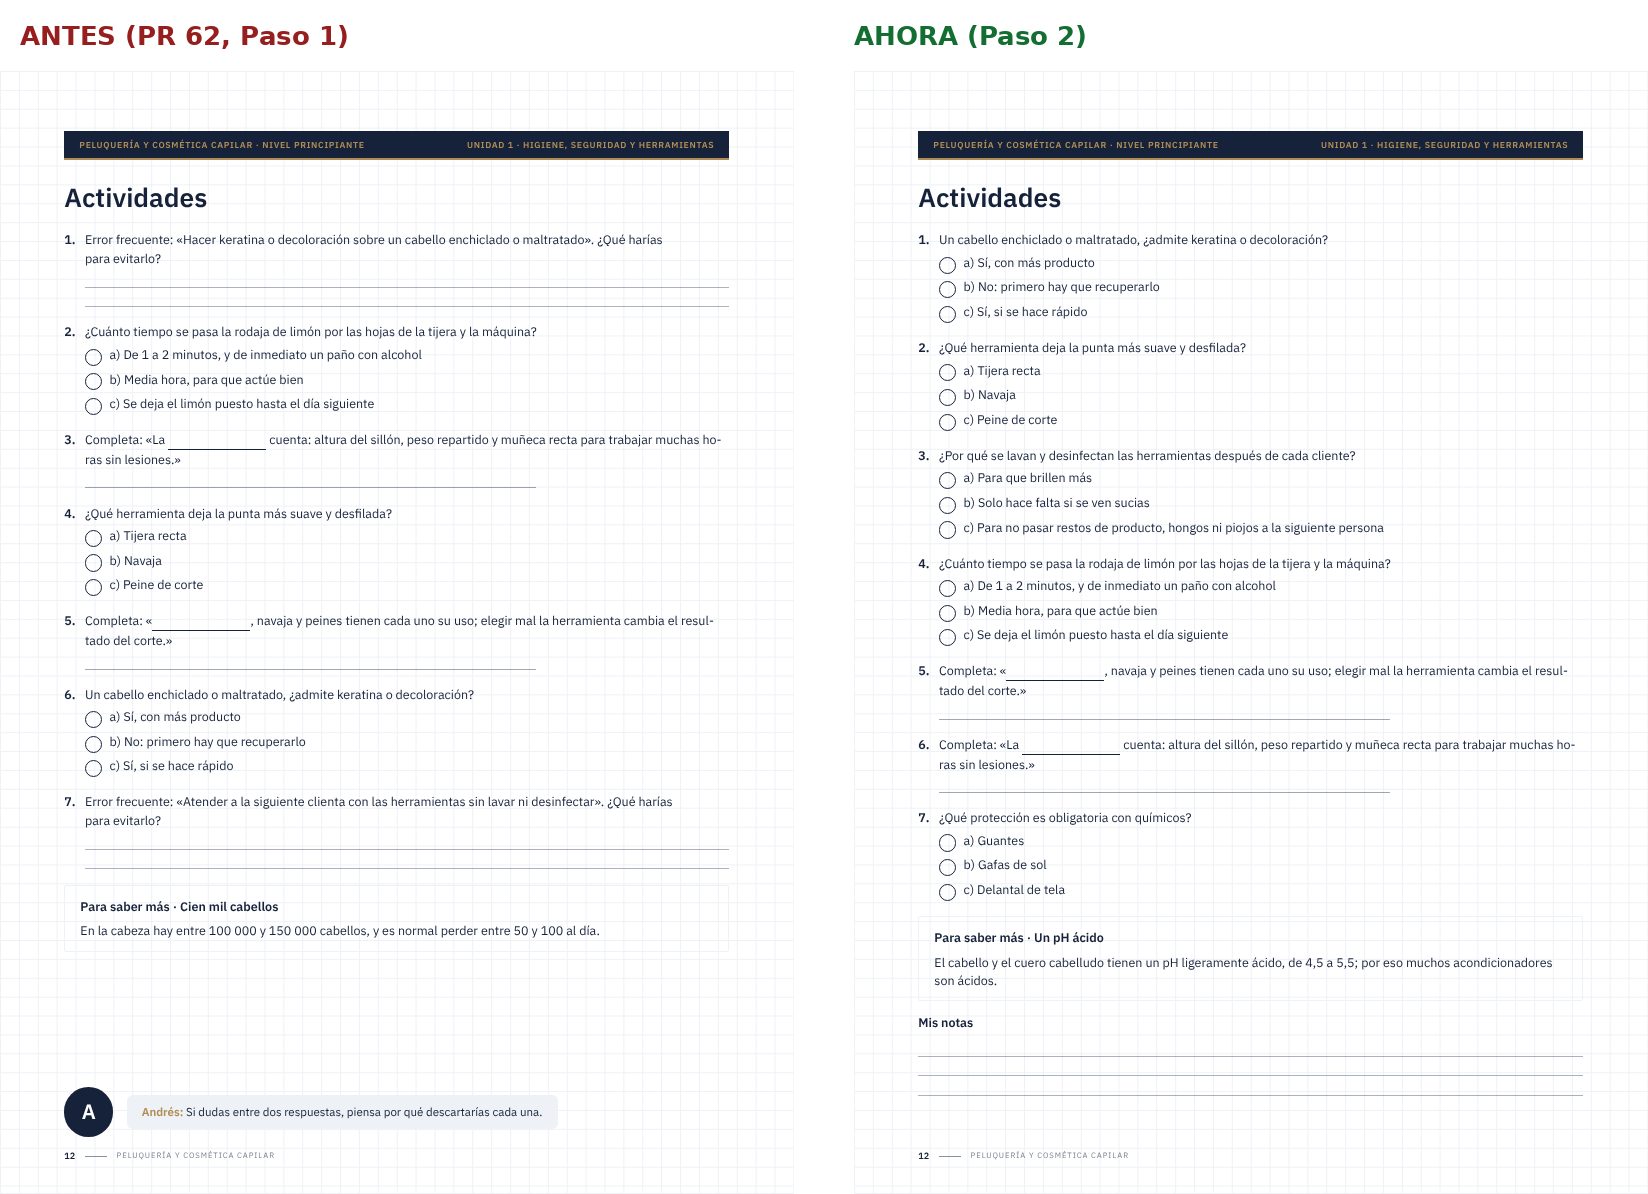 ANTES (PR 62, Paso 1)
PELUQUERÍA Y COSMÉTICA CAPILAR · NIVEL PRINCIPIANTE
UNIDAD 1 · HIGIENE, SEGURIDAD Y HERRAMIENTAS
Actividades
1. Error frecuente: «Hacer keratina o decoloración sobre un cabello enchiclado o maltratado». ¿Qué harías
para evitarlo?
2. ¿Cuánto tiempo se pasa la rodaja de limón por las hojas de la tijera y la máquina?
a) De 1 a 2 minutos, y de inmediato un paño con alcohol
b) Media hora, para que actúe bien
c) Se deja el limón puesto hasta el día siguiente
3. Completa: «La ______ cuenta: altura del sillón, peso repartido y muñeca recta para trabajar muchas ho-
ras sin lesiones.»
4. ¿Qué herramienta deja la punta más suave y desfilada?
a) Tijera recta
b) Navaja
c) Peine de corte
5. Completa: «______, navaja y peines tienen cada uno su uso; elegir mal la herramienta cambia el resul-
tado del corte.»
6. Un cabello enchiclado o maltratado, ¿admite keratina o decoloración?
a) Sí, con más producto
b) No: primero hay que recuperarlo
c) Sí, si se hace rápido
7. Error frecuente: «Atender a la siguiente clienta con las herramientas sin lavar ni desinfectar». ¿Qué harías
para evitarlo?
Para saber más · Cien mil cabellos
En la cabeza hay entre 100 000 y 150 000 cabellos, y es normal perder entre 50 y 100 al día.
A
Andrés: Si dudas entre dos respuestas, piensa por qué descartarías cada una.
12 PELUQUERÍA Y COSMÉTICA CAPILAR
AHORA (Paso 2)
PELUQUERÍA Y COSMÉTICA CAPILAR · NIVEL PRINCIPIANTE
UNIDAD 1 · HIGIENE, SEGURIDAD Y HERRAMIENTAS
Actividades
1. Un cabello enchiclado o maltratado, ¿admite keratina o decoloración?
a) Sí, con más producto
b) No: primero hay que recuperarlo
c) Sí, si se hace rápido
2. ¿Qué herramienta deja la punta más suave y desfilada?
a) Tijera recta
b) Navaja
c) Peine de corte
3. ¿Por qué se lavan y desinfectan las herramientas después de cada cliente?
a) Para que brillen más
b) Solo hace falta si se ven sucias
c) Para no pasar restos de producto, hongos ni piojos a la siguiente persona
4. ¿Cuánto tiempo se pasa la rodaja de limón por las hojas de la tijera y la máquina?
a) De 1 a 2 minutos, y de inmediato un paño con alcohol
b) Media hora, para que actúe bien
c) Se deja el limón puesto hasta el día siguiente
5. Completa: «______, navaja y peines tienen cada uno su uso; elegir mal la herramienta cambia el resul-
tado del corte.»
6. Completa: «La ______ cuenta: altura del sillón, peso repartido y muñeca recta para trabajar muchas ho-
ras sin lesiones.»
7. ¿Qué protección es obligatoria con químicos?
a) Guantes
b) Gafas de sol
c) Delantal de tela
Para saber más · Un pH ácido
El cabello y el cuero cabelludo tienen un pH ligeramente ácido, de 4,5 a 5,5; por eso muchos acondicionadores
son ácidos.
Mis notas
12 PELUQUERÍA Y COSMÉTICA CAPILAR